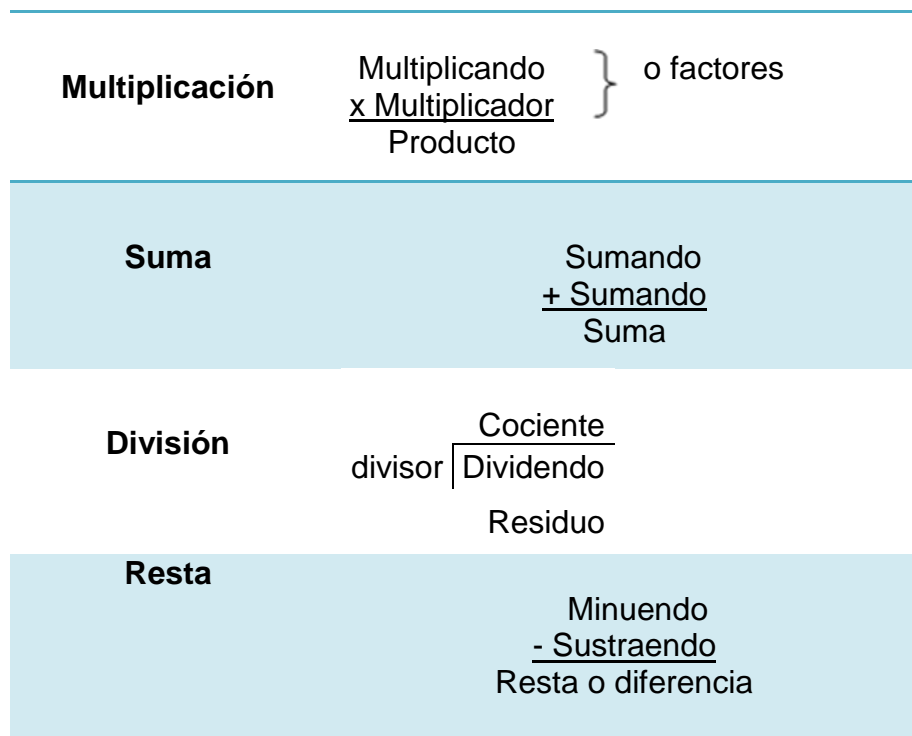 Multiplicación
Multiplicando o factores
x Multiplicador
Producto
Suma
Sumando
+ Sumando
Suma
División
Cociente
divisor Dividendo
Residuo
Resta
Minuendo
- Sustraendo
Resta o diferencia